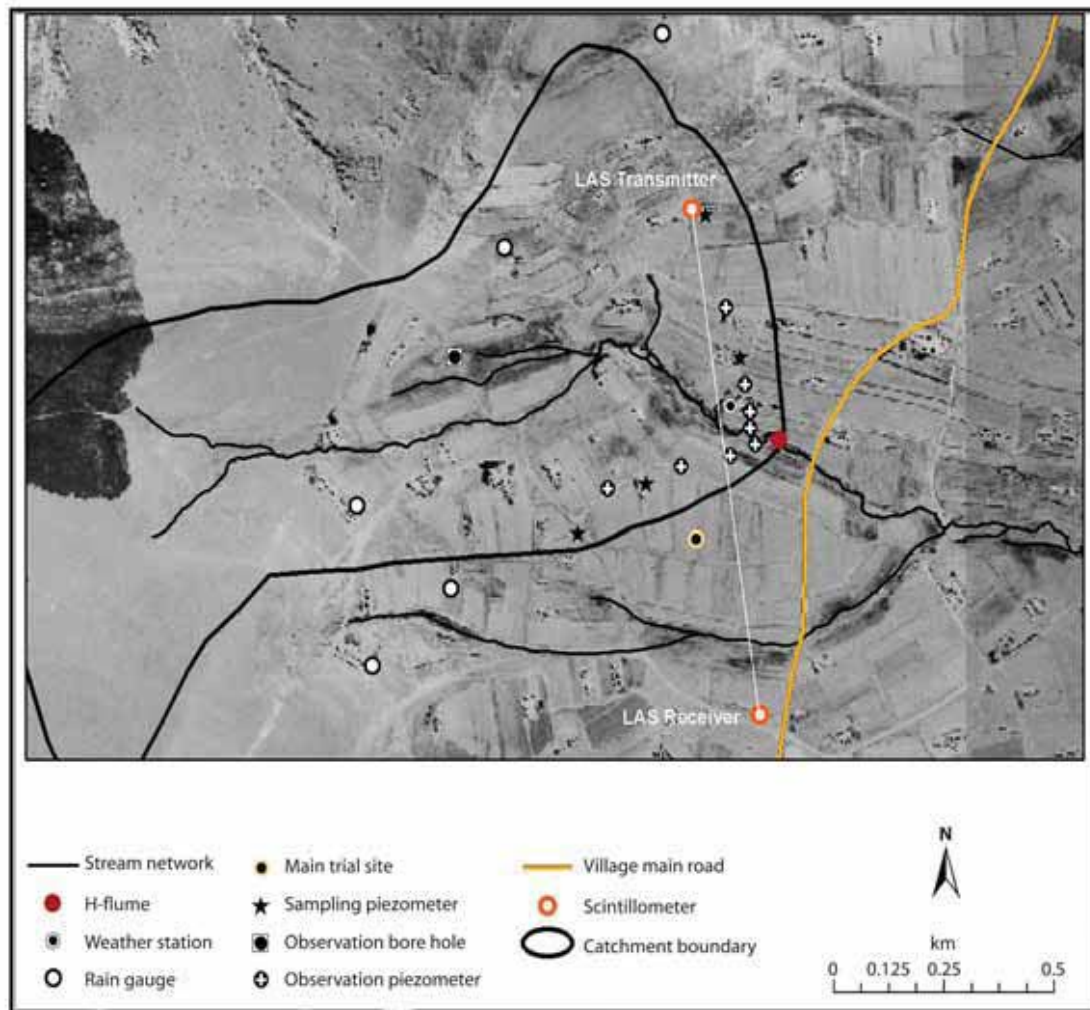 LAS Transmitter
LAS Receiver
Stream network
Main trial site
Village main road
N
H-flume
Sampling piezometer
Scintillometer
Weather station
Observation bore hole
Catchment boundary
km
Rain gauge
Observation piezometer
0 0.125 0.25 0.5